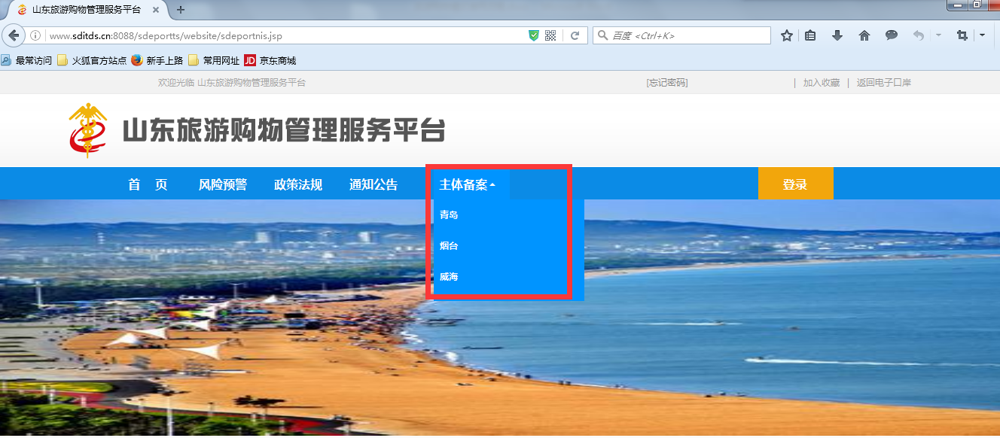 山东旅游购物管理服务平台
www.sditds.cn:8088/sdeportts/website/sdeportnis.jsp
百度 <Ctrl+K>
最常访问 火狐官方站点 新手上路 常用网址 JD 京东商城
欢迎光临 山东旅游购物管理服务平台 [忘记密码] | 加入收藏 | 返回电子口岸
山东旅游购物管理服务平台
首 页 风险预警 政策法规 通知公告 主体备案 登录
青岛
烟台
威海